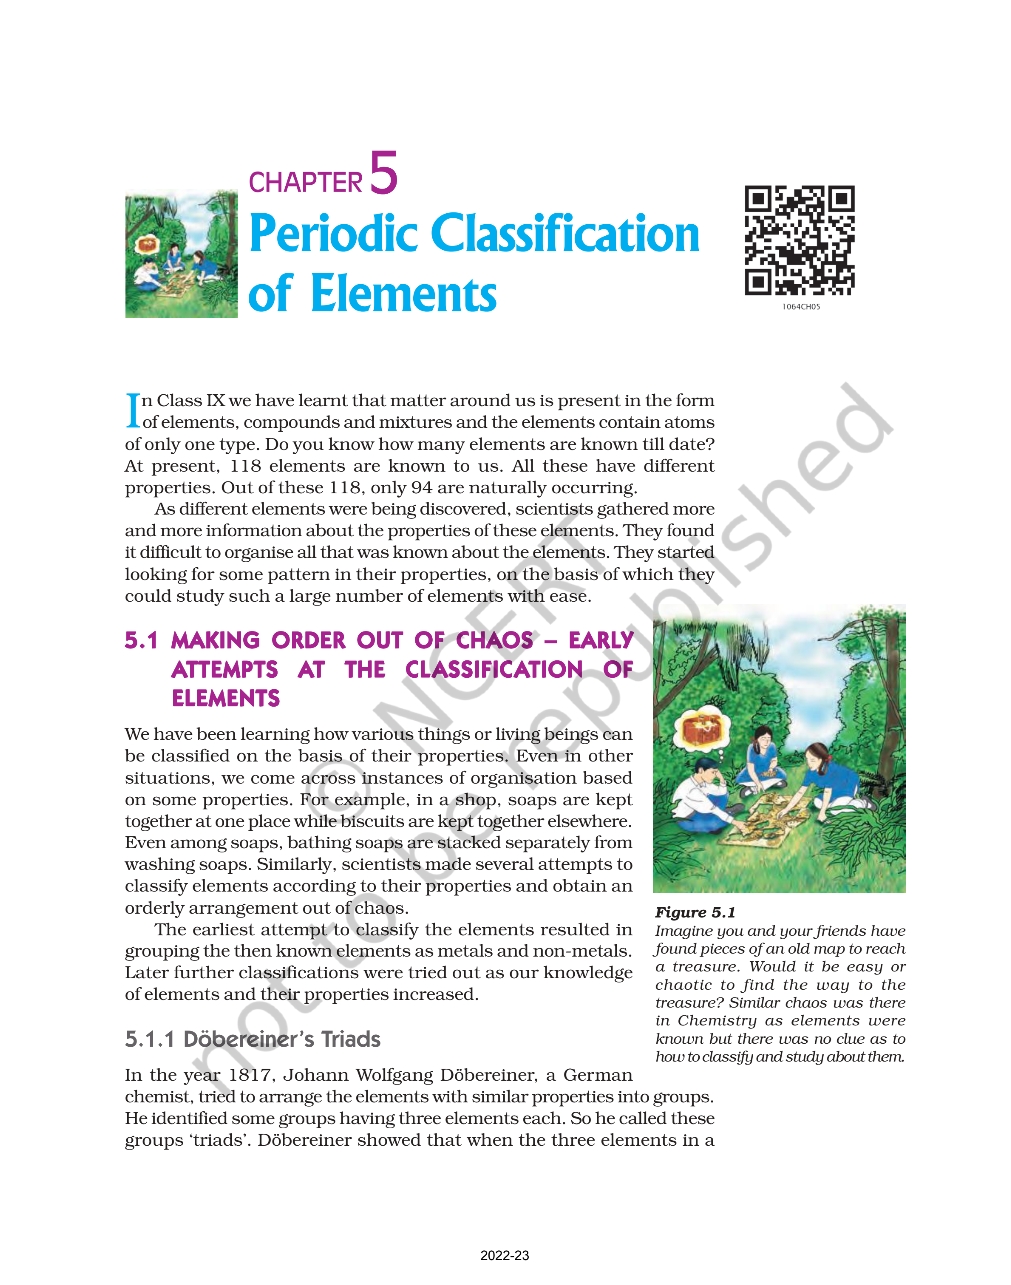 CHAPTER 5
Periodic Classification
of Elements
1064CH05
In Class IX we have learnt that matter around us is present in the form
of elements, compounds and mixtures and the elements contain atoms
of only one type. Do you know how many elements are known till date?
At present, 118 elements are known to us. All these have different
properties. Out of these 118, only 94 are naturally occurring.
As different elements were being discovered, scientists gathered more
and more information about the properties of these elements. They found
it difficult to organise all that was known about the elements. They started
looking for some pattern in their properties, on the basis of which they
could study such a large number of elements with ease.
5.1 MAKING ORDER OUT OF CHAOS – EARLY
ATTEMPTS AT THE CLASSIFICATION OF
ELEMENTS
We have been learning how various things or living beings can
be classified on the basis of their properties. Even in other
situations, we come across instances of organisation based
on some properties. For example, in a shop, soaps are kept
together at one place while biscuits are kept together elsewhere.
Even among soaps, bathing soaps are stacked separately from
washing soaps. Similarly, scientists made several attempts to
classify elements according to their properties and obtain an
orderly arrangement out of chaos.
The earliest attempt to classify the elements resulted in
grouping the then known elements as metals and non-metals.
Later further classifications were tried out as our knowledge
of elements and their properties increased.
Figure 5.1
Imagine you and your friends have
found pieces of an old map to reach
a treasure. Would it be easy or
chaotic to find the way to the
treasure? Similar chaos was there
in Chemistry as elements were
known but there was no clue as to
how to classify and study about them.
5.1.1 Döbereiner's Triads
In the year 1817, Johann Wolfgang Döbereiner, a German
chemist, tried to arrange the elements with similar properties into groups.
He identified some groups having three elements each. So he called these
groups ‘triads’. Döbereiner showed that when the three elements in a
© NCERT
not to be republished
2022-23